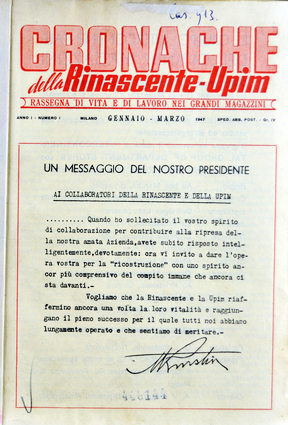 Cas. 913.
CRONACHE
della Rinascente-Upim
RASSEGNA DI VITA E DI LAVORO NEI GRANDI MAGAZZINI
ANNO I - NUMERO I MILANO GENNAIO - MARZO 1947 SPED. ABB. POST. - Gr. IV
UN MESSAGGIO DEL NOSTRO PRESIDENTE
AI COLLABORATORI DELLA RINASCENTE E DELLA UPIM
.......... Quando ho sollecitato il vostro spirito
di collaborazione per contribuire alla ripresa del-
la nostra amata Azienda, avete subito risposto intel-
ligentemente, devotamente: ora vi invito a dare l'ope
ra vostra per la "ricostruzione" con uno spirito an-
cor più comprensivo del compito immane che ancora ci
sta davanti.-
Vogliamo che la Rinascente e la Upim riaf-
fermino ancora una volta la loro vitalità e raggiun-
gano il pieno successo per il quale tutti noi abbiamo
lungamente operato e che sentiamo di meritare.-